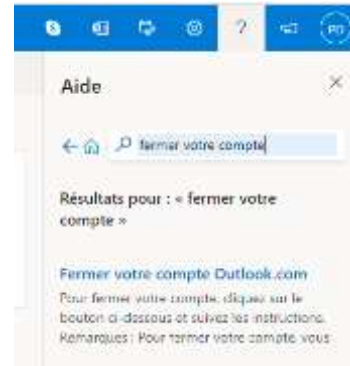 ?
PD
Aide
fermer votre compte
Résultats pour : « fermer votre
compte »
Fermer votre compte Outlook.com
Pour fermer votre compte, cliquez sur le
bouton ci-dessous et suivez les instructions.
Remarques : Pour fermer votre compte, vous